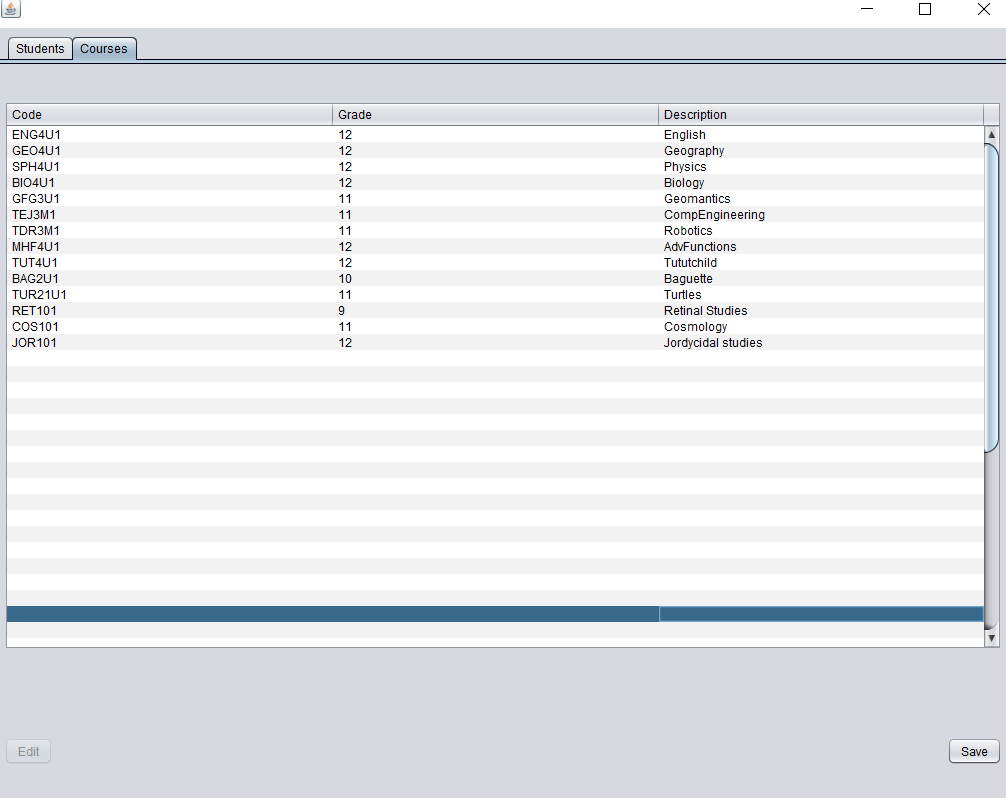 Students Courses
Code Grade Description
ENG4U1 12 English
GEO4U1 12 Geography
SPH4U1 12 Physics
BIO4U1 12 Biology
GFG3U1 11 Geomantics
TEJ3M1 11 CompEngineering
TDR3M1 11 Robotics
MHF4U1 12 AdvFunctions
TUT4U1 12 Tututchild
BAG2U1 10 Baguette
TUR21U1 11 Turtles
RET101 9 Retinal Studies
COS101 11 Cosmology
JOR101 12 Jordycidal studies
Edit Save